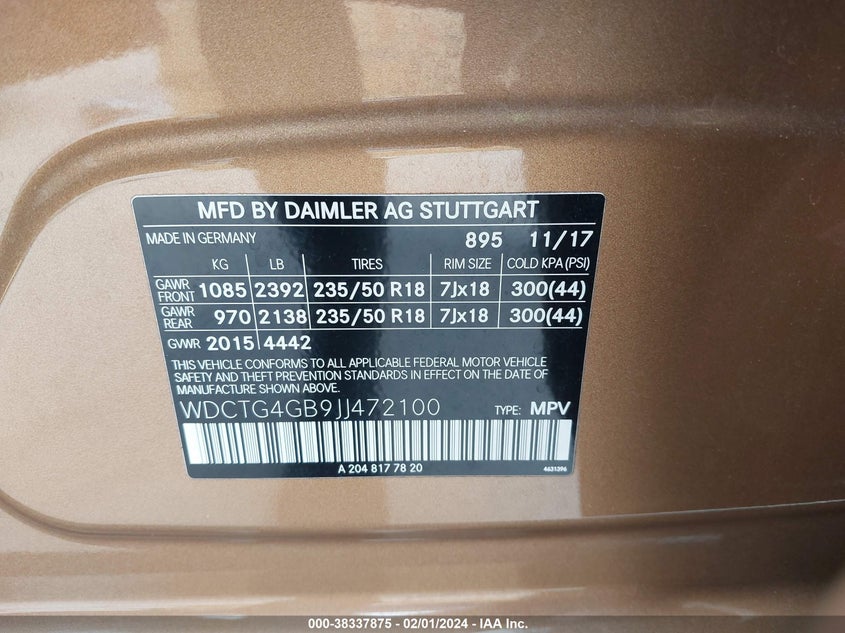 MFD BY DAIMLER AG STUTTGART
MADE IN GERMANY 895 11/17
KG LB TIRES RIM SIZE COLD KPA (PSI)
GAWR FRONT 1085 2392 235/50 R18 7Jx18 300(44)
GAWR REAR 970 2138 235/50 R18 7Jx18 300(44)
GVWR 2015 4442
THIS VEHICLE CONFORMS TO ALL APPLICABLE FEDERAL MOTOR VEHICLE
SAFETY AND THEFT PREVENTION STANDARDS IN EFFECT ON THE DATE OF
MANUFACTURE SHOWN ABOVE.
WDCTG4GB9JJ472100 TYPE: MPV
A 204 817 78 20 4631396
000-38337875 - 02/01/2024 - IAA Inc.